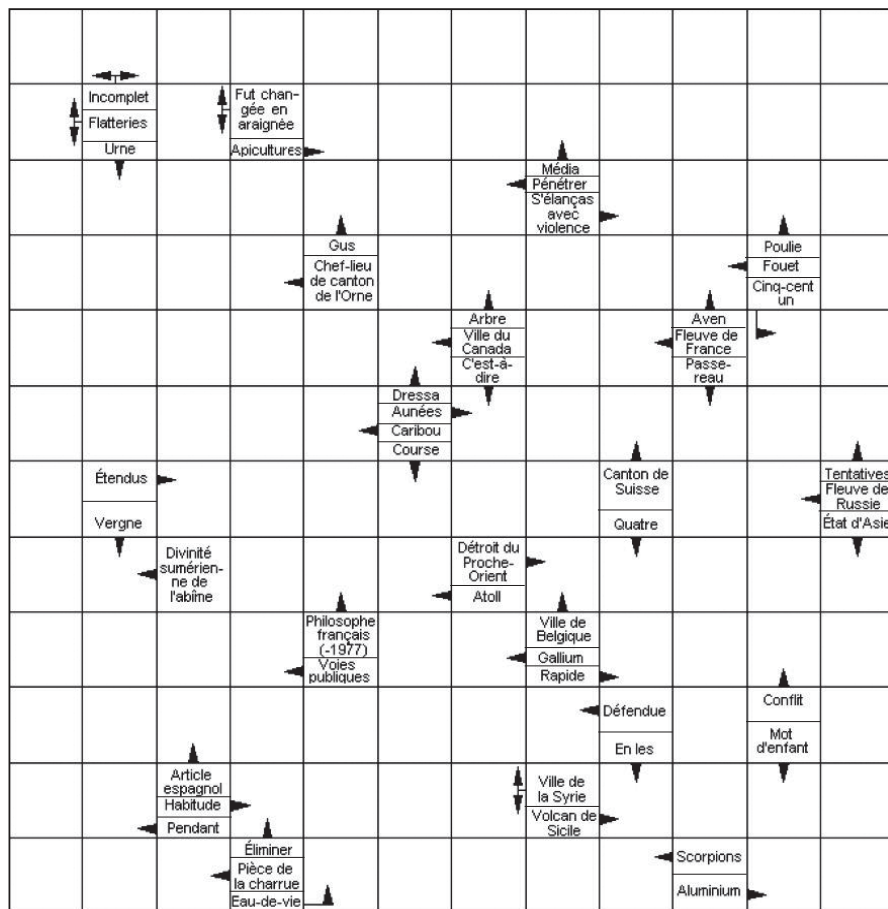 Incomplet
Flatteries
Urne
Fut chan-
gée en
araignée
Apicultures
Média
Pénétrer
S'élanças
avec
violence
Gus
Chef-lieu
de canton
de l'Orne
Poulie
Fouet
Cinq-cent
un
Arbre
Ville du
Canada
C'est-à-
dire
Aven
Fleuve de
France
Passe-
reau
Dressa
Aunées
Caribou
Course
Étendus
Vergne
Canton de
Suisse
Quatre
Tentatives
Fleuve de
Russie
État d'Asie
Divinité
sumérien-
ne de
l'abîme
Détroit du
Proche-
Orient
Atoll
Philosophe
français
(-1977)
Voies
publiques
Ville de
Belgique
Gallium
Rapide
Défendue
En les
Conflit
Mot
d'enfant
Article
espagnol
Habitude
Pendant
Ville de
la Syrie
Volcan de
Sicile
Éliminer
Pièce de
la charrue
Eau-de-vie
Scorpions
Aluminium